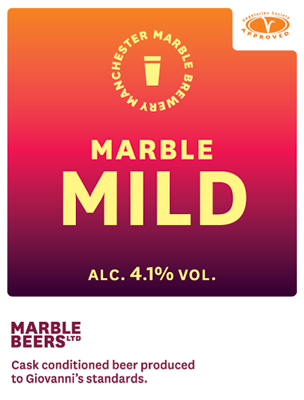 Vegetarian Society
APPROVED
MANCHESTER MARBLE BREWERY
MARBLE
MILD
ALC. 4.1% VOL.
MARBLE
BEERS LTD
Cask conditioned beer produced
to Giovanni's standards.